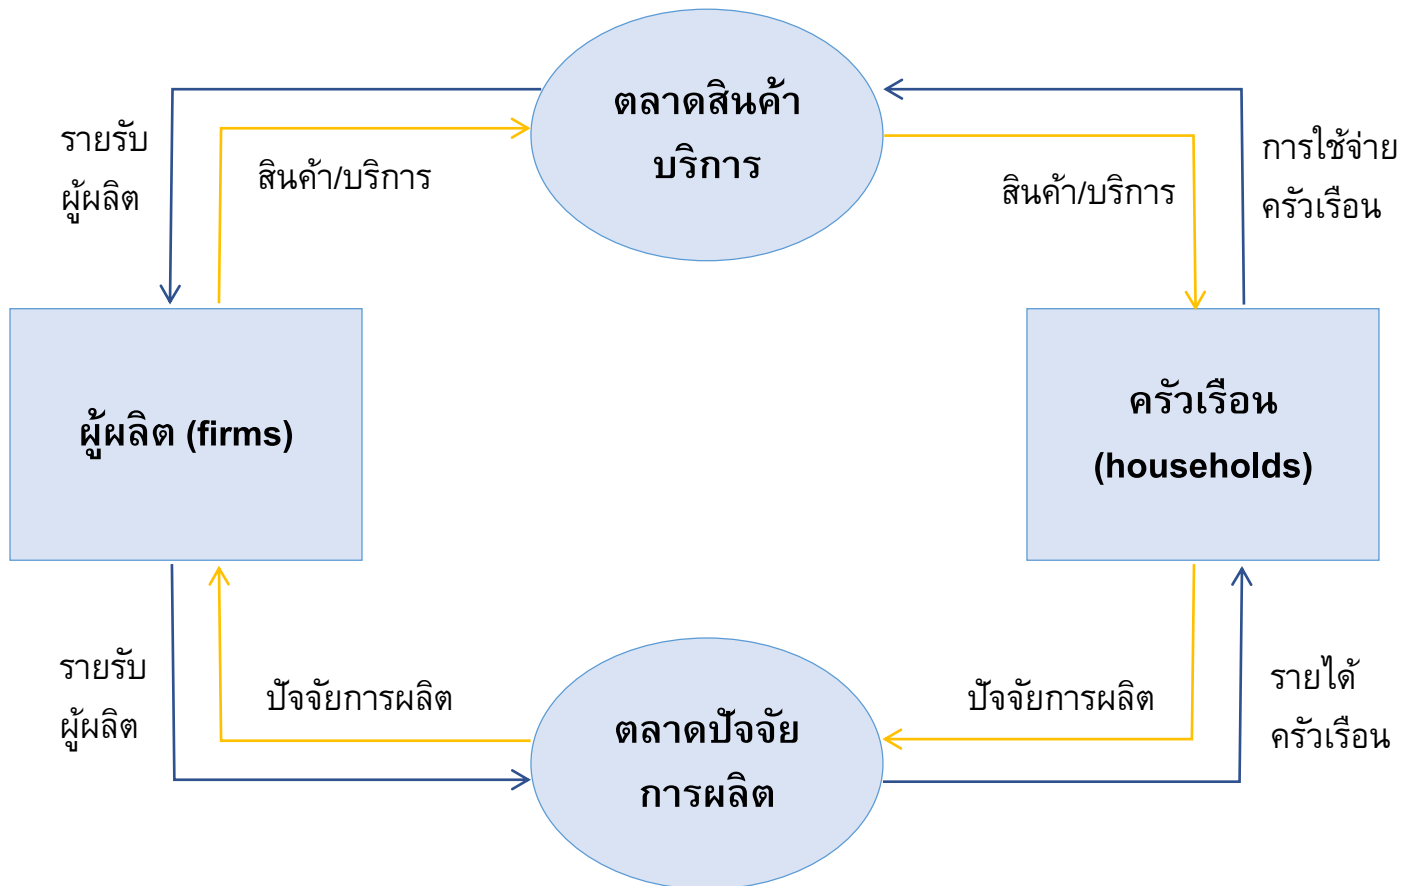 ตลาดสินค้า
บริการ
รายรับ
ผู้ผลิต
สินค้า/บริการ
สินค้า/บริการ
การใช้จ่าย
ครัวเรือน
ผู้ผลิต (firms)
ครัวเรือน
(households)
รายรับ
ผู้ผลิต
ปัจจัยการผลิต
ตลาดปัจจัย
การผลิต
ปัจจัยการผลิต
รายได้
ครัวเรือน